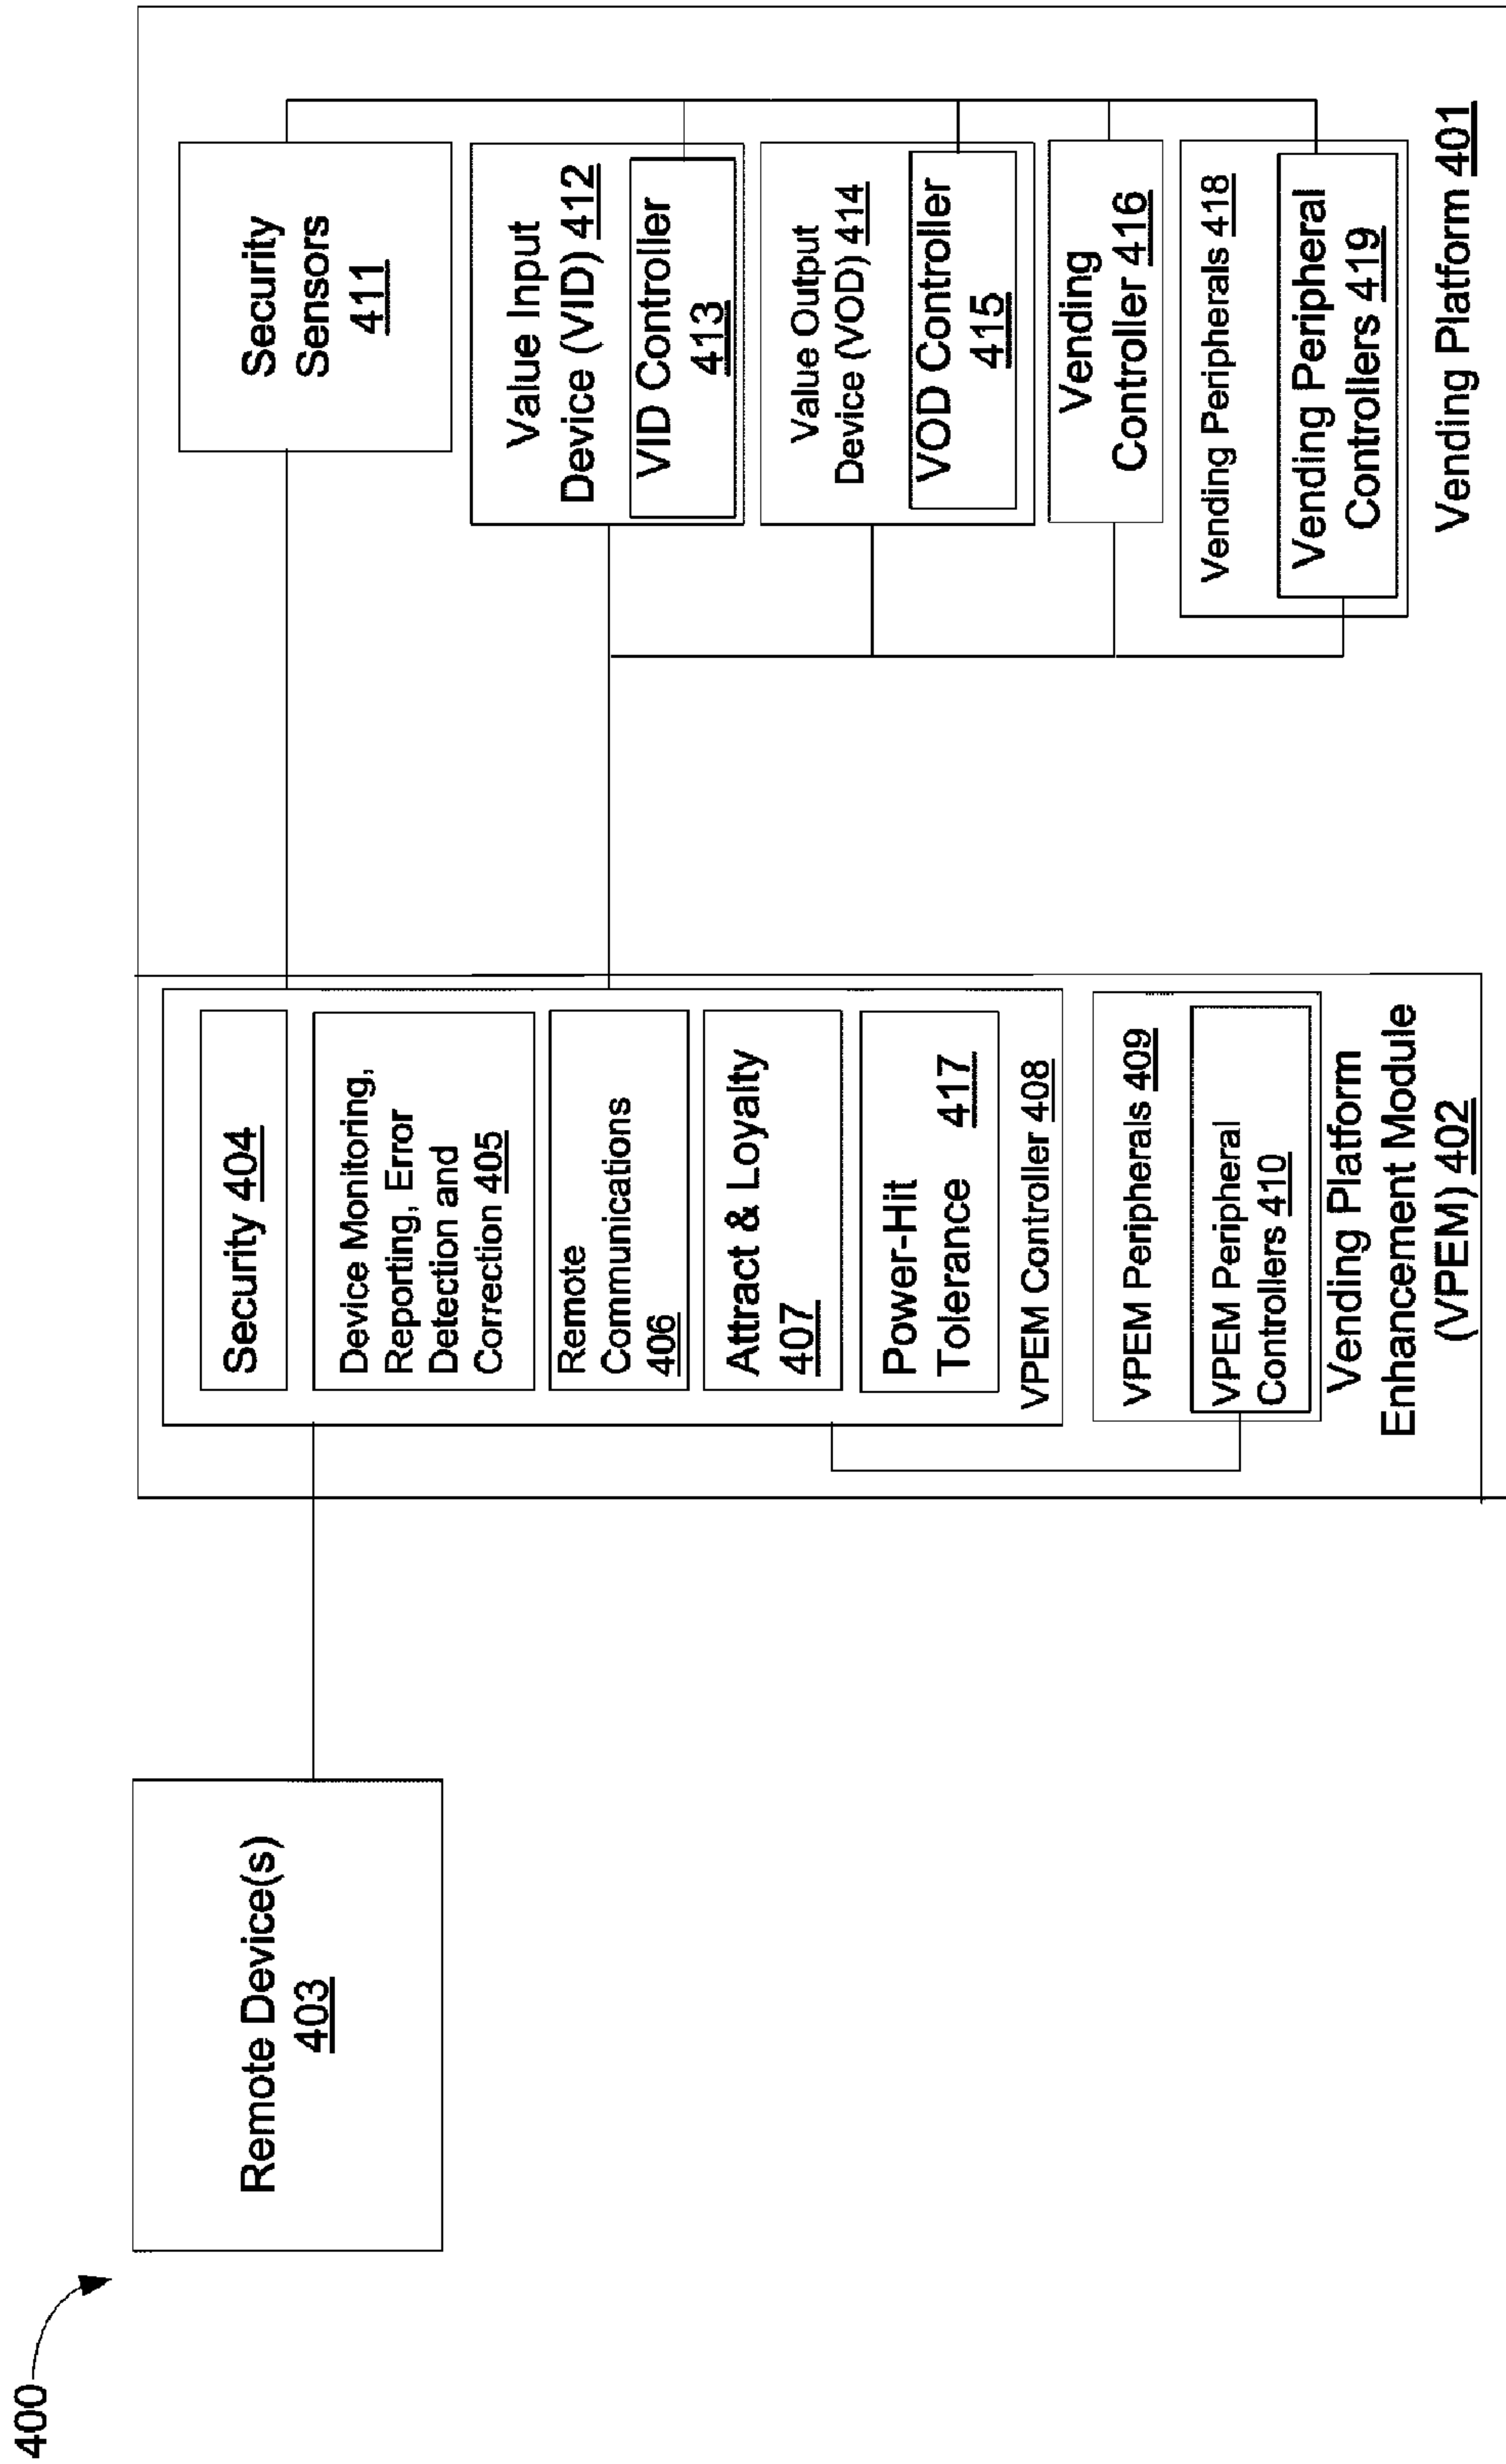 400
Remote Device(s)
403
Security 404
Device Monitoring,
Reporting, Error
Detection and
Correction 405
Remote
Communications
406
Attract & Loyalty
407
Power-Hit
Tolerance 417
VPEM Controller 408
VPEM Peripherals 409
VPEM Peripheral
Controllers 410
Vending Platform
Enhancement Module
(VPEM) 402
Security
Sensors
411
Value Input
Device (VID) 412
VID Controller
413
Value Output
Device (VOD) 414
VOD Controller
415
Vending
Controller 416
Vending Peripherals 418
Vending Peripheral
Controllers 419
Vending Platform 401